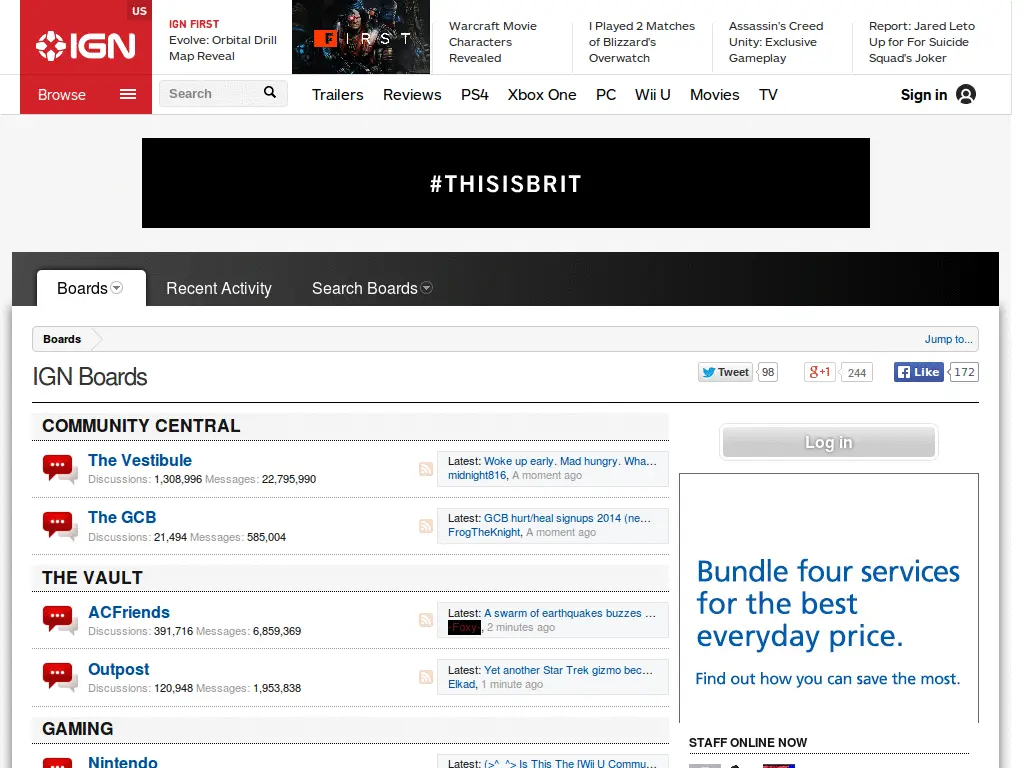 US
IGN
IGN FIRST
Evolve: Orbital Drill
Map Reveal
FIRST
Warcraft Movie
Characters
Revealed
I Played 2 Matches
of Blizzard's
Overwatch
Assassin's Creed
Unity: Exclusive
Gameplay
Report: Jared Leto
Up for For Suicide
Squad's Joker
Browse
Search
Trailers Reviews PS4 Xbox One PC Wii U Movies TV
Sign in
#THISISBRIT
Boards Recent Activity Search Boards
Boards
Jump to...
IGN Boards
Tweet 98
g+1 244
Like 172
COMMUNITY CENTRAL
The Vestibule
Discussions: 1,308,996 Messages: 22,795,990
Latest: Woke up early. Mad hungry. Wha...
midnight816, A moment ago
The GCB
Discussions: 21,494 Messages: 585,004
Latest: GCB hurt/heal signups 2014 (ne...
FrogTheKnight, A moment ago
THE VAULT
ACFriends
Discussions: 391,716 Messages: 6,859,369
Latest: A swarm of earthquakes buzzes ...
-Foxy-, 2 minutes ago
Outpost
Discussions: 120,948 Messages: 1,953,838
Latest: Yet another Star Trek gizmo bec...
Elkad, 1 minute ago
GAMING
Nintendo
Latest: (>^_^> Is This The [Wii U Commu...
Log in
Bundle four services
for the best
everyday price.
Find out how you can save the most.
STAFF ONLINE NOW